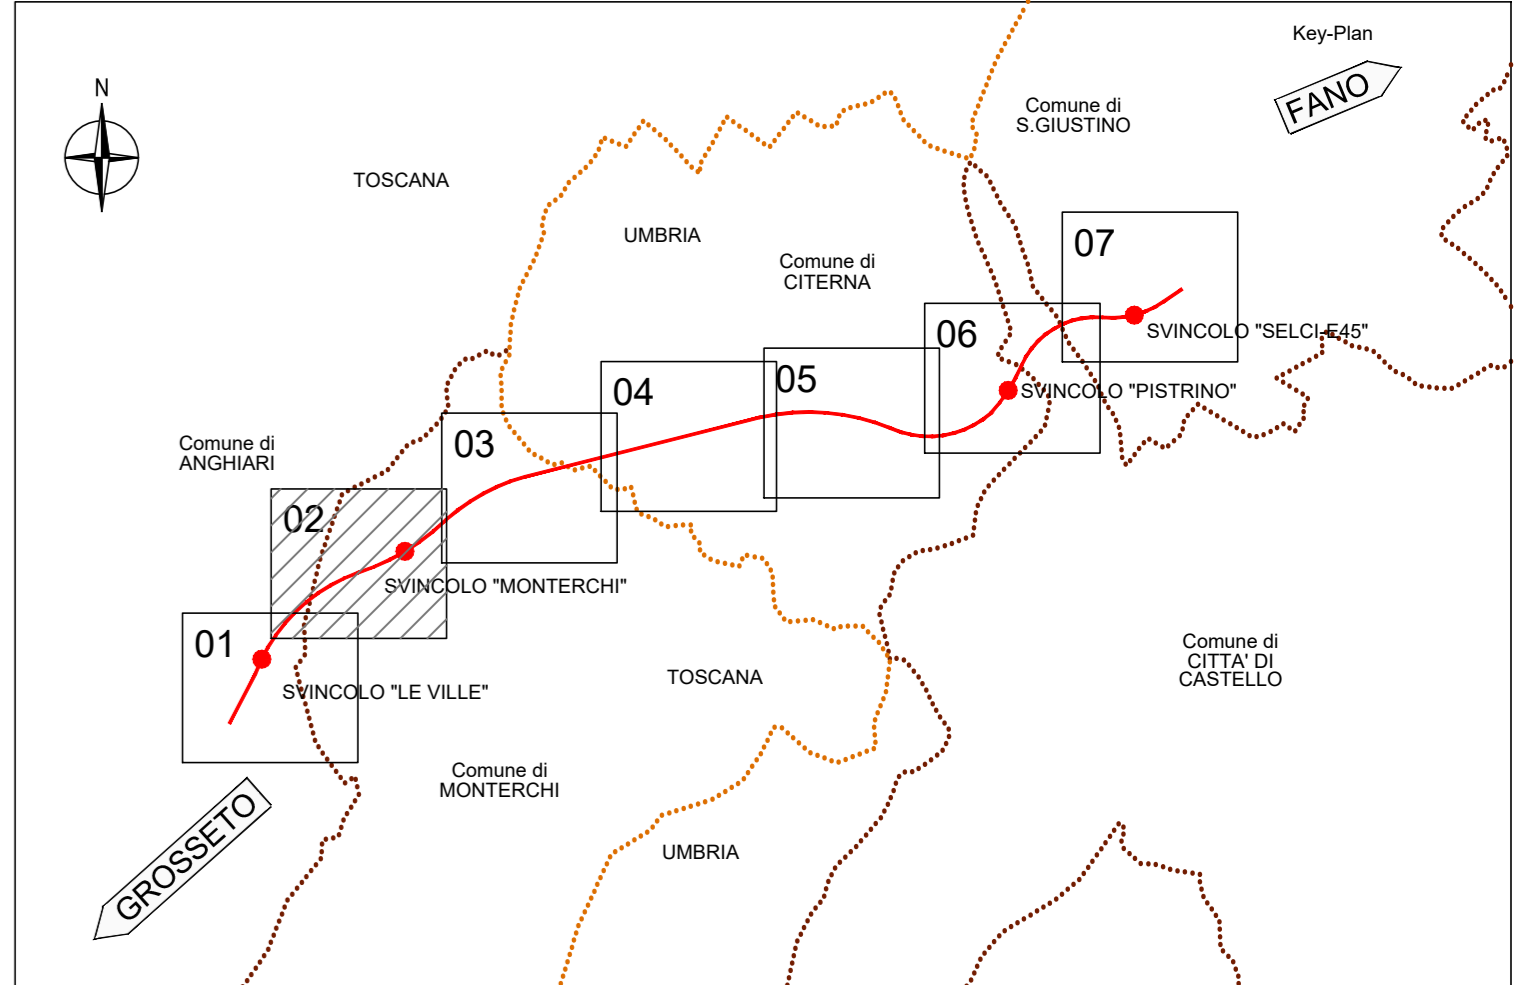 Key-Plan
N
FANO
Comune di
S.GIUSTINO
TOSCANA
UMBRIA
07
Comune di
CITERNA
06
SVINCOLO "SELCI-E45"
04
05
SVINCOLO "PISTRINO"
03
Comune di
ANGHIARI
02
SVINCOLO "MONTERCHI"
01
Comune di
CITTA' DI
CASTELLO
TOSCANA
SVINCOLO "LE VILLE"
Comune di
MONTERCHI
GROSSETO
UMBRIA